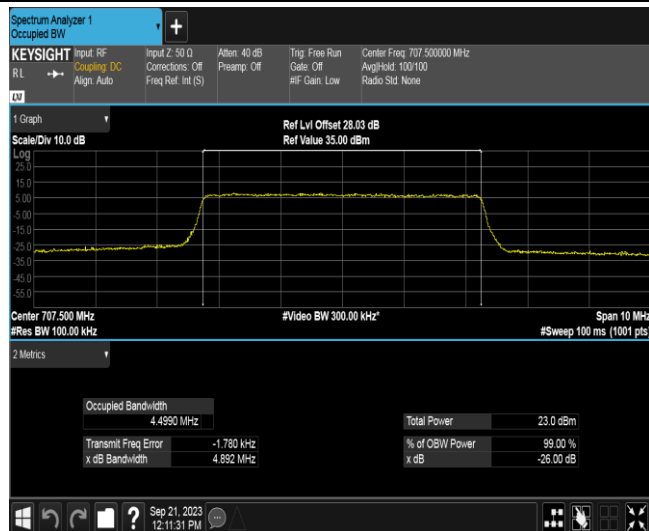 Spectrum Analyzer 1
Occupied BW
KEYSIGHT Input: RF Input Z: 50 Ω Atten: 40 dB Trig: Free Run Center Freq: 707.500000 MHz
RL Coupling: DC Corrections: Off Preamp: Off Gate: Off Avg|Hold: 100/100
Align: Auto Freq Ref: Int (S) #IF Gain: Low Radio Std: None
1 Graph
Scale/Div 10.0 dB
Ref Lvl Offset 28.03 dB
Ref Value 35.00 dBm
Log
25.0
15.0
5.00
-5.00
-15.0
-25.0
-35.0
-45.0
-55.0
Center 707.500 MHz #Video BW 300.00 kHz* Span 10 MHz
#Res BW 100.00 kHz #Sweep 100 ms (1001 pts)
2 Metrics
Occupied Bandwidth
4.4990 MHz
Total Power 23.0 dBm
Transmit Freq Error -1.780 kHz % of OBW Power 99.00 %
x dB Bandwidth 4.892 MHz x dB -26.00 dB
Sep 21, 2023
12:11:31 PM